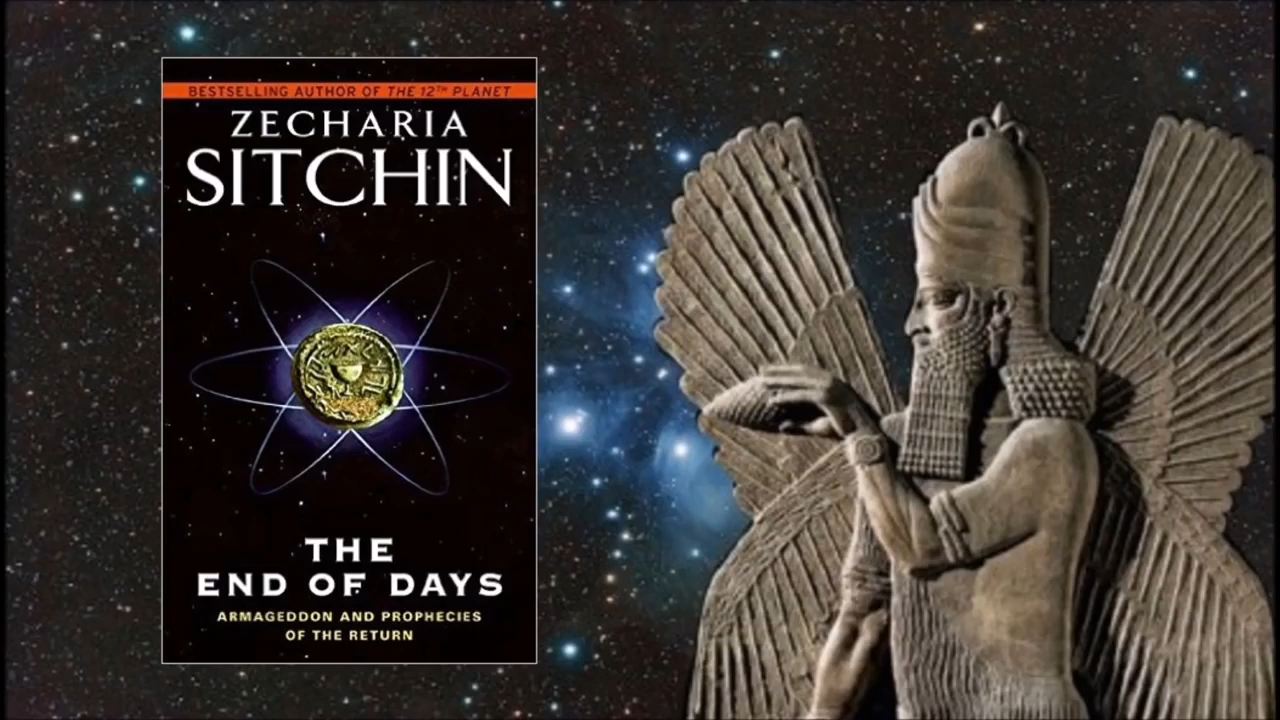 BESTSELLING AUTHOR OF THE 12TH PLANET
ZECHARIA
SITCHIN
THE
END OF DAYS
ARMAGEDDON AND PROPHECIES
OF THE RETURN